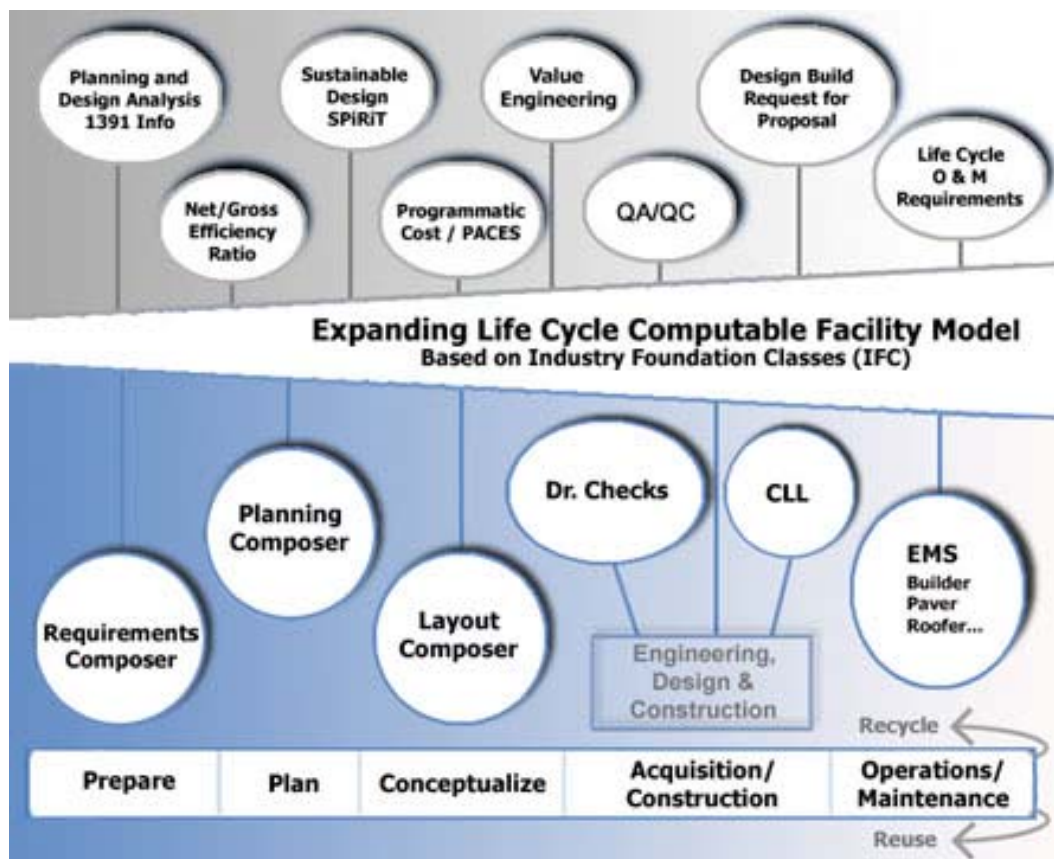 Planning and
Design Analysis
1391 Info
Sustainable
Design
SPiRiT
Value
Engineering
Design Build
Request for
Proposal
Life Cycle
O & M
Requirements
Net/Gross
Efficiency
Ratio
Programmatic
Cost / PACES
QA/QC
Expanding Life Cycle Computable Facility Model
Based on Industry Foundation Classes (IFC)
Requirements
Composer
Planning
Composer
Layout
Composer
Dr. Checks
CLL
Engineering,
Design &
Construction
EMS
Builder
Paver
Roofer...
Recycle
Prepare
Plan
Conceptualize
Acquisition/
Construction
Operations/
Maintenance
Reuse